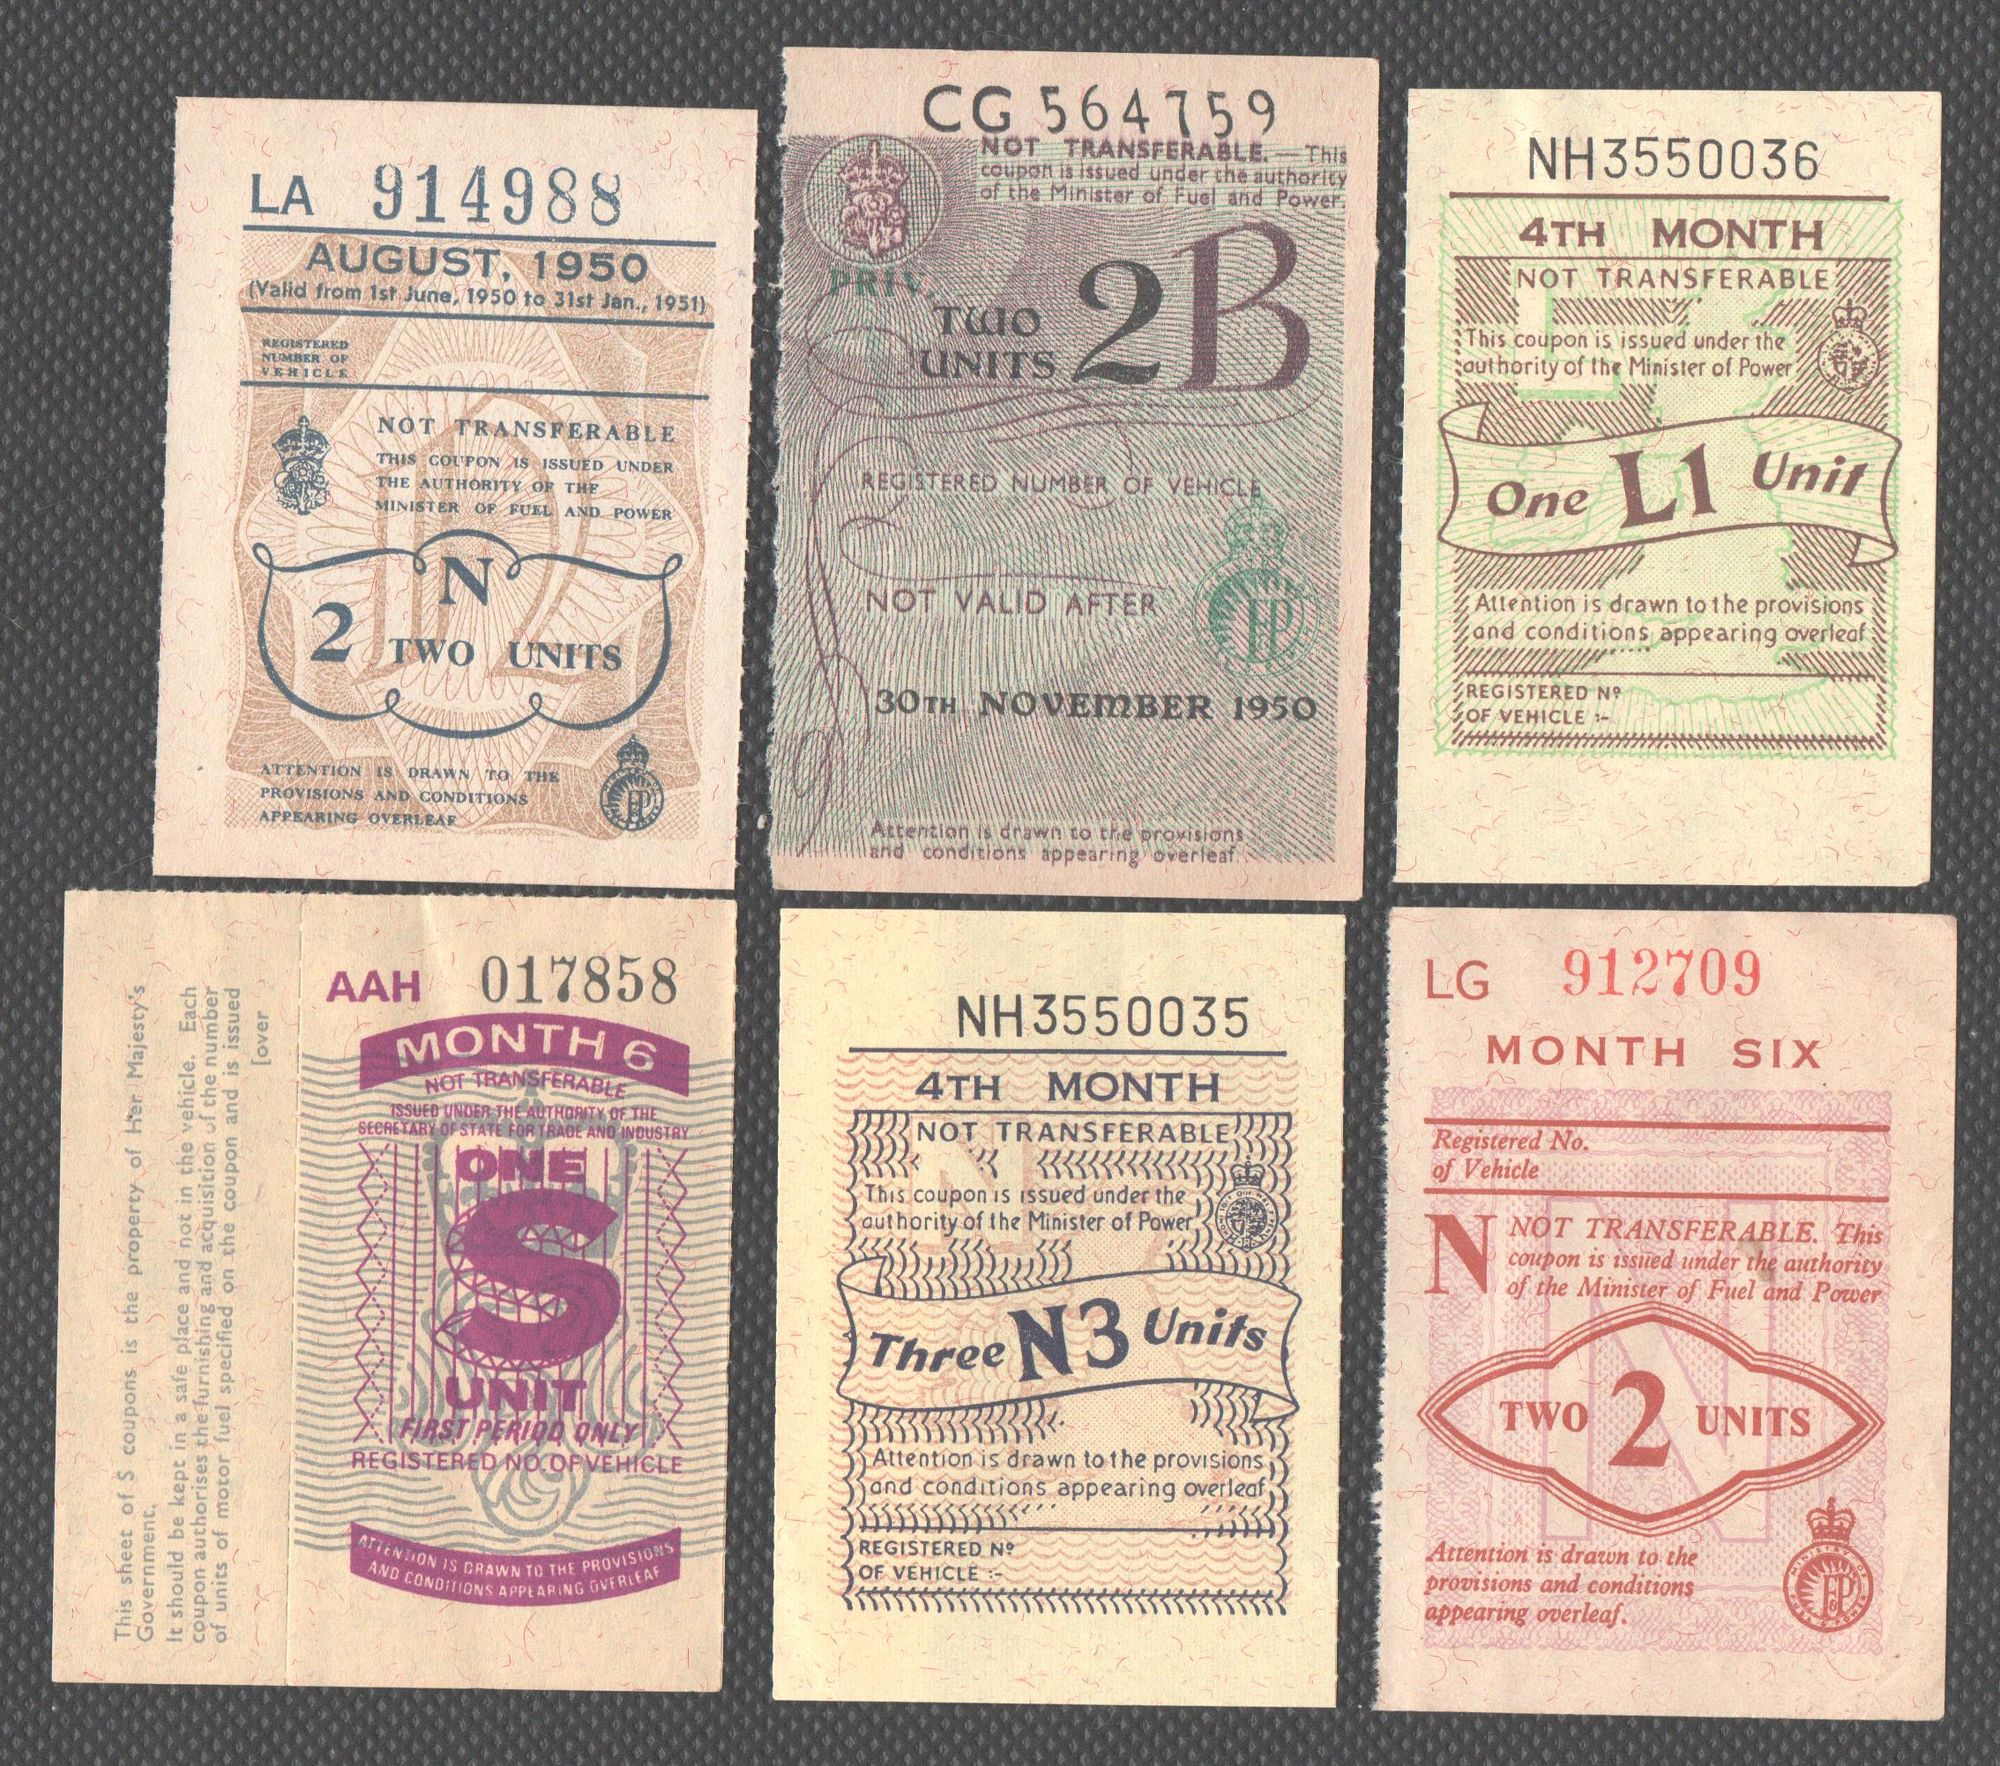 LA 914988
AUGUST, 1950
(Valid from 1st June, 1950 to 31st Jan., 1951)
REGISTERED
NUMBER OF
VEHICLE
NOT TRANSFERABLE
THIS COUPON IS ISSUED UNDER
THE AUTHORITY OF THE
MINISTER OF FUEL AND POWER
N
2 TWO UNITS
ATTENTION IS DRAWN TO THE
PROVISIONS AND CONDITIONS
APPEARING OVERLEAF
CG 564759
NOT TRANSFERABLE.—This
coupon is issued under the authority
of the Minister of Fuel and Power.
PRIV.
TWO
UNITS 2B
REGISTERED NUMBER OF VEHICLE
NOT VALID AFTER
30TH NOVEMBER 1950
Attention is drawn to the provisions
and conditions appearing overleaf.
NH3550036
4TH MONTH
NOT TRANSFERABLE
This coupon is issued under the
authority of the Minister of Power
One L1 Unit
Attention is drawn to the provisions
and conditions appearing overleaf
REGISTERED Nº
OF VEHICLE :-
This sheet of S coupons is the property of Her Majesty's
Government.
It should be kept in a safe place and not in the vehicle. Each
coupon authorises the furnishing and acquisition of the number
of units of motor fuel specified on the coupon and is issued
[over
AAH 017858
MONTH 6
NOT TRANSFERABLE
ISSUED UNDER THE AUTHORITY OF THE
SECRETARY OF STATE FOR TRADE AND INDUSTRY
ONE
S
UNIT
FIRST PERIOD ONLY
REGISTERED NO. OF VEHICLE
ATTENTION IS DRAWN TO THE PROVISIONS
AND CONDITIONS APPEARING OVERLEAF
NH3550035
4TH MONTH
NOT TRANSFERABLE
This coupon is issued under the
authority of the Minister of Power
Three N3 Units
Attention is drawn to the provisions
and conditions appearing overleaf
REGISTERED Nº
OF VEHICLE :-
LG 912709
MONTH SIX
Registered No.
of Vehicle
N NOT TRANSFERABLE. This
coupon is issued under the authority
of the Minister of Fuel and Power
TWO 2 UNITS
Attention is drawn to the
provisions and conditions
appearing overleaf.